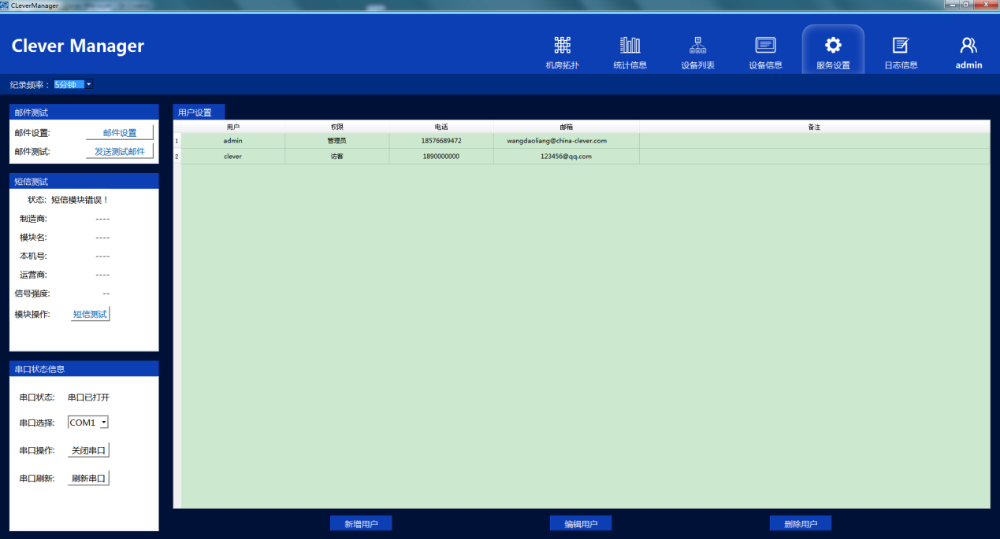 CLeverManager
Clever Manager
机房拓扑 统计信息 设备列表 设备信息 服务设置 日志信息 admin
纪录频率： 5分钟
邮件测试
邮件设置: 邮件设置
邮件测试: 发送测试邮件
短信测试
状态: 短信模块错误！
制造商: ----
模块名: ----
本机号: ----
运营商: ----
信号强度: --
模块操作: 短信测试
串口状态信息
串口状态: 串口已打开
串口选择: COM1
串口操作: 关闭串口
串口刷新: 刷新串口
用户设置
用户 权限 电话 邮箱 备注
1 admin 管理员 18576689472 wangdaoliang@china-clever.com
2 clever 访客 1890000000 123456@qq.com
新增用户 编辑用户 删除用户